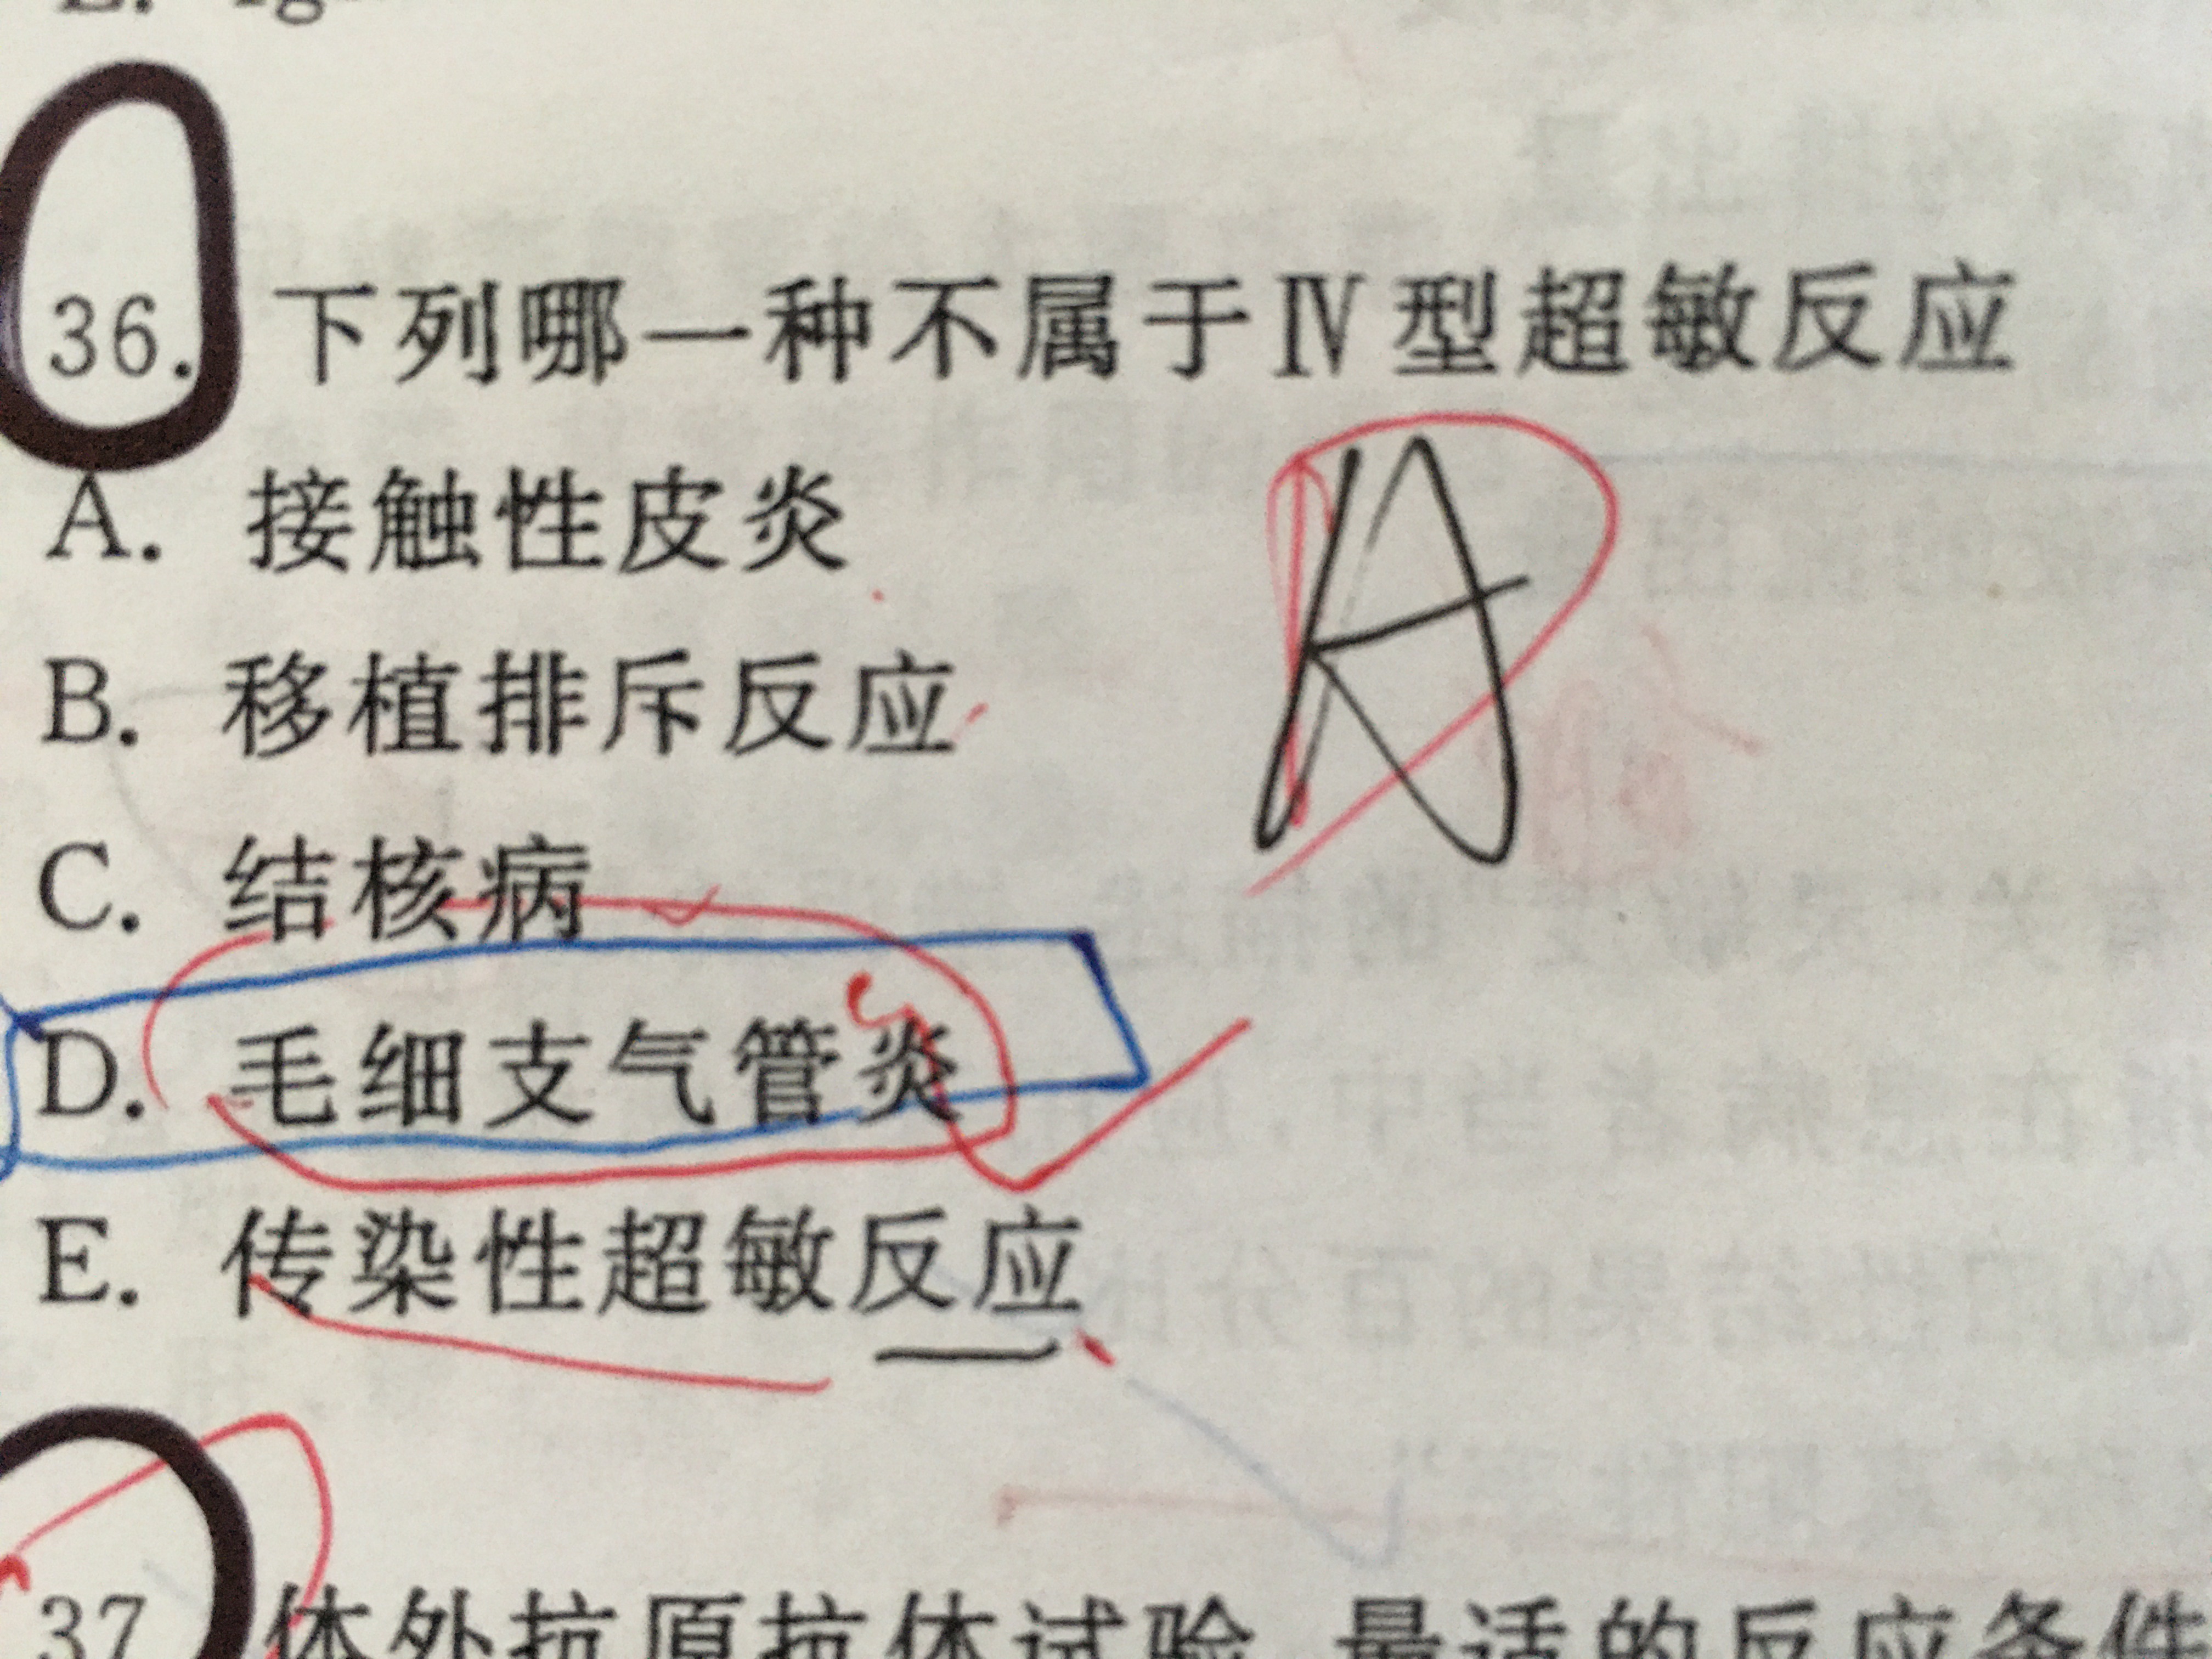 36. 下列哪一种不属于Ⅳ型超敏反应
A. 接触性皮炎
B. 移植排斥反应
C. 结核病
D. 毛细支气管炎
E. 传染性超敏反应
37 体外抗原抗体试验 最适的反应条件